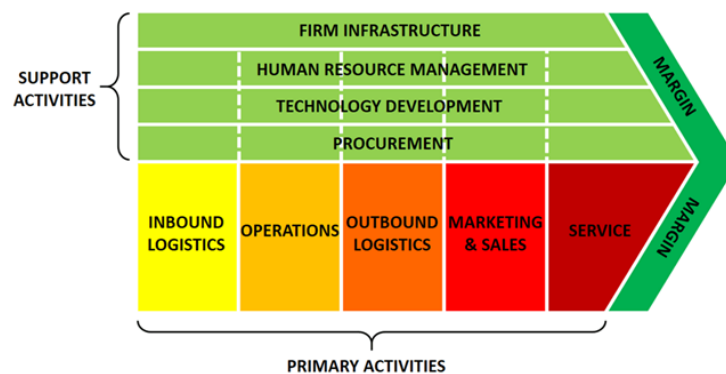 FIRM INFRASTRUCTURE
HUMAN RESOURCE MANAGEMENT
TECHNOLOGY DEVELOPMENT
PROCUREMENT
SUPPORT
ACTIVITIES
MARGIN
MARGIN
INBOUND
LOGISTICS
OPERATIONS
OUTBOUND
LOGISTICS
MARKETING
& SALES
SERVICE
PRIMARY ACTIVITIES